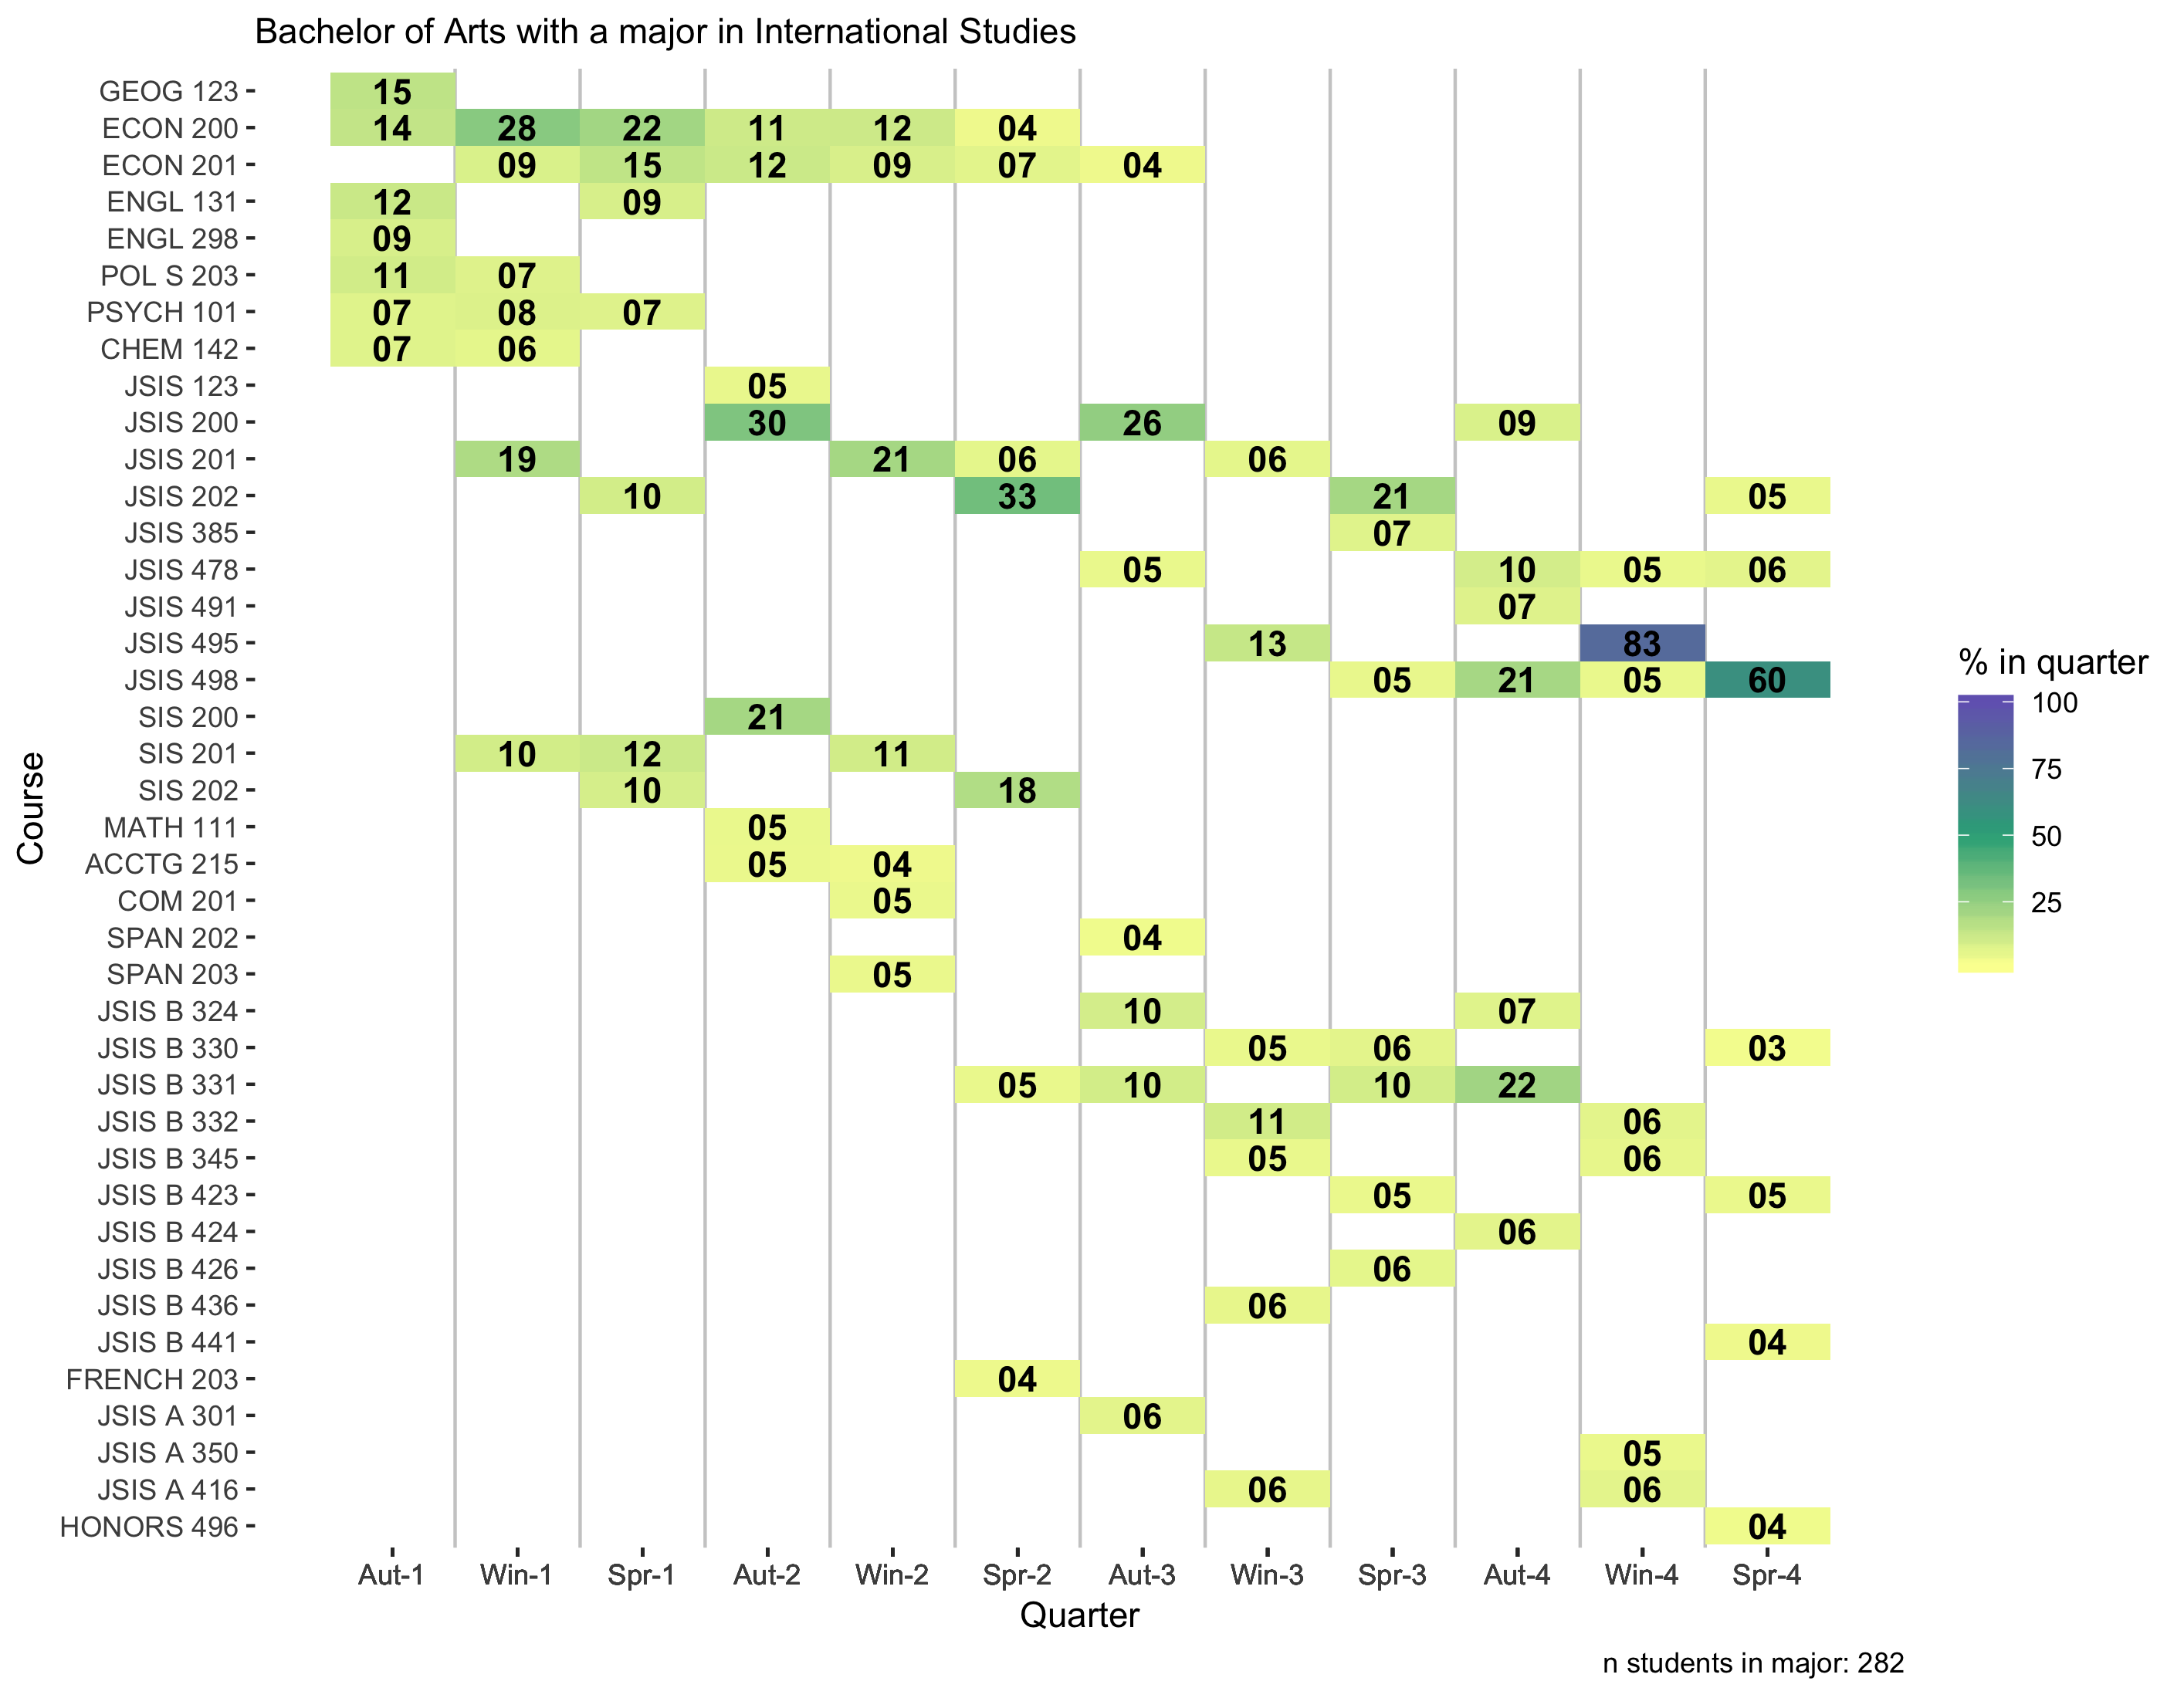 Bachelor of Arts with a major in International Studies
GEOG 123 15
ECON 200 14 28 22 11 12 04
ECON 201 09 15 12 09 07 04
ENGL 131 12 09
ENGL 298 09
POL S 203 11 07
PSYCH 101 07 08 07
CHEM 142 07 06
JSIS 123 05
JSIS 200 30 26 09
JSIS 201 19 21 06 06
JSIS 202 10 33 21 05
JSIS 385 07
JSIS 478 05 10 05 06
JSIS 491 07
JSIS 495 13 83
JSIS 498 05 21 05 60
SIS 200 21
SIS 201 10 12 11
SIS 202 10 18
MATH 111 05
ACCTG 215 05 04
COM 201 05
SPAN 202 04
SPAN 203 05
JSIS B 324 10 07
JSIS B 330 05 06 03
JSIS B 331 05 10 10 22
JSIS B 332 11 06
JSIS B 345 05 06
JSIS B 423 05 05
JSIS B 424 06
JSIS B 426 06
JSIS B 436 06
JSIS B 441 04
FRENCH 203 04
JSIS A 301 06
JSIS A 350 05
JSIS A 416 06 06
HONORS 496 04
Aut-1 Win-1 Spr-1 Aut-2 Win-2 Spr-2 Aut-3 Win-3 Spr-3 Aut-4 Win-4 Spr-4
Quarter
Course
% in quarter
100
75
50
25
n students in major: 282